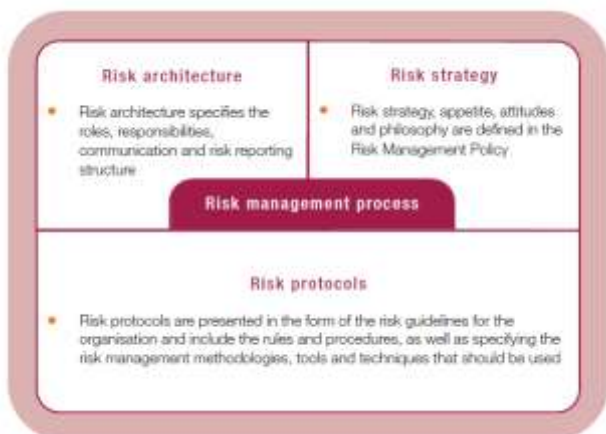 Risk architecture
• Risk architecture specifies the
roles, responsibilities,
communication and risk reporting
structure
Risk strategy
• Risk strategy, appetite, attitudes
and philosophy are defined in the
Risk Management Policy
Risk management process
Risk protocols
• Risk protocols are presented in the form of the risk guidelines for the
organisation and include the rules and procedures, as well as specifying the
risk management methodologies, tools and techniques that should be used